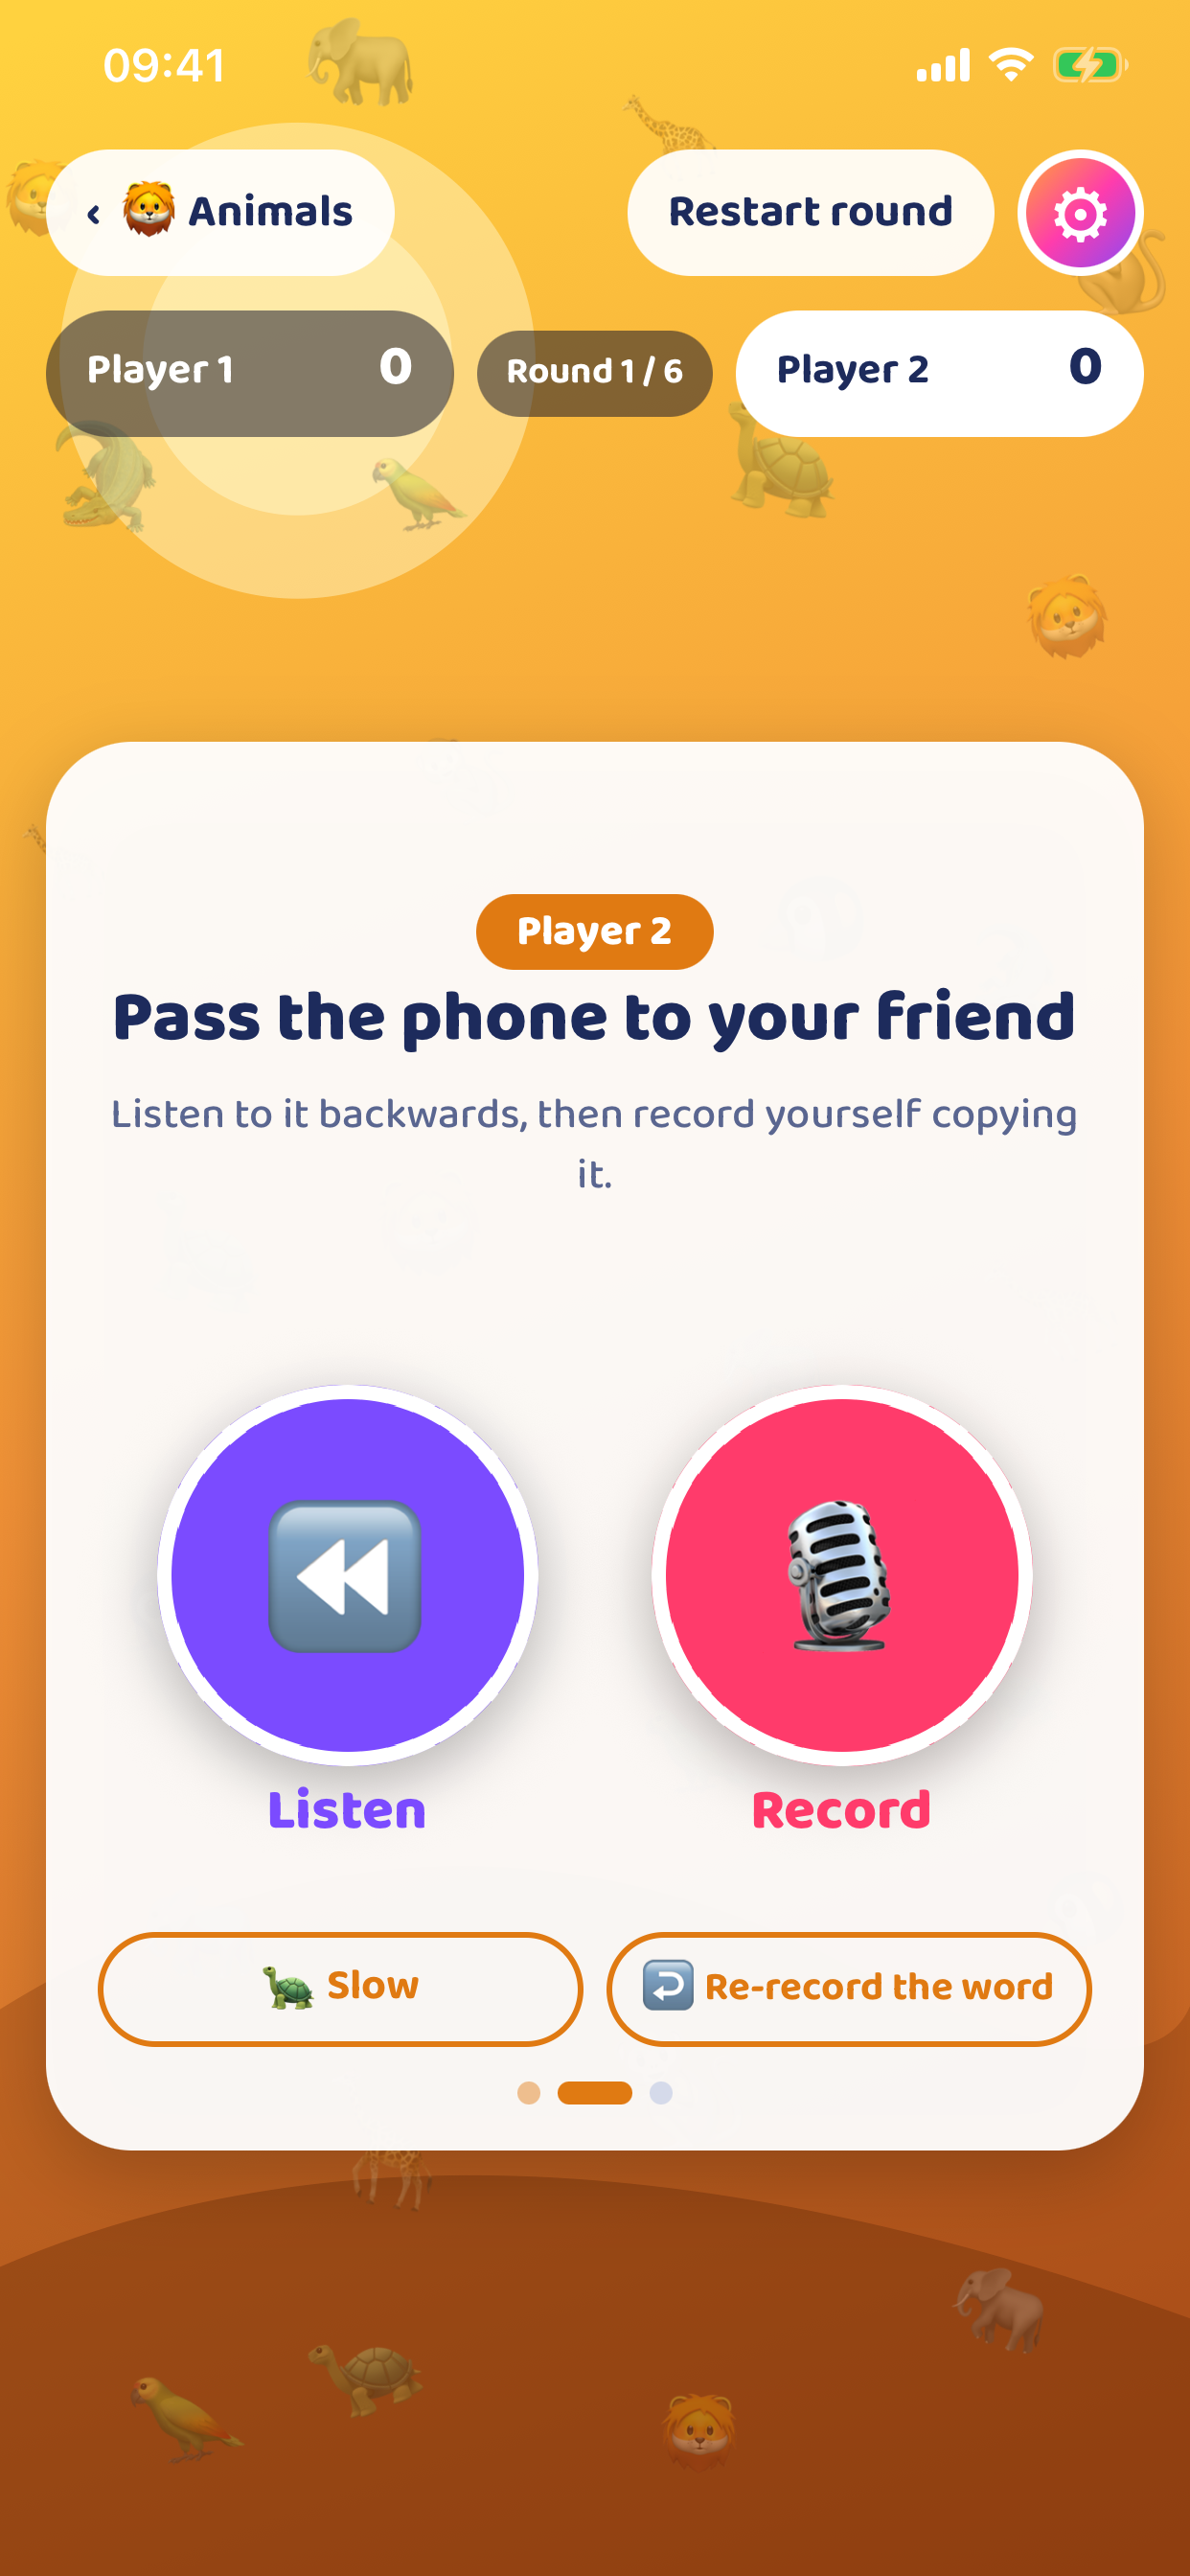 09:41
‹ 🦁 Animals
Restart round
Player 1 0
Round 1 / 6
Player 2 0
Player 2
Pass the phone to your friend
Listen to it backwards, then record yourself copying
it.
Listen
Record
Slow
Re-record the word